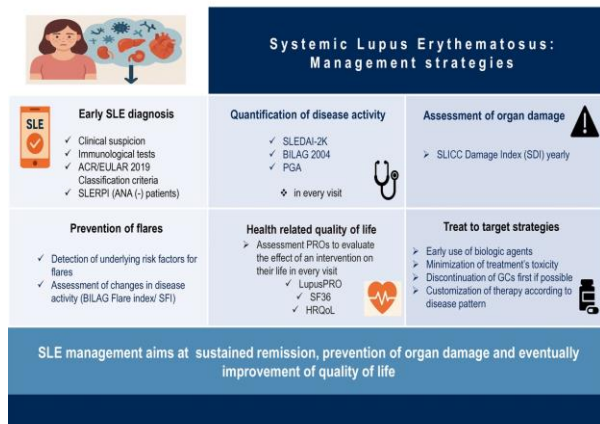 Systemic Lupus Erythematosus:
Management strategies
SLE
Early SLE diagnosis
✓ Clinical suspicion
✓ Immunological tests
✓ ACR/EULAR 2019
Classification criteria
✓ SLERPI (ANA (-) patients)
Quantification of disease activity
✓ SLEDAI-2K
✓ BILAG 2004
✓ PGA
❖ in every visit
Assessment of organ damage
➢ SLICC Damage Index (SDI) yearly
Prevention of flares
✓ Detection of underlying risk factors for
flares
✓ Assessment of changes in disease
activity (BILAG Flare index/ SFI)
Health related quality of life
➢ Assessment PROs to evaluate
the effect of an intervention on
their life in every visit
✓ LupusPRO
✓ SF36
✓ HRQoL
Treat to target strategies
➢ Early use of biologic agents
➢ Minimization of treatment's toxicity
➢ Discontinuation of GCs first if possible
➢ Customization of therapy according to
disease pattern
SLE management aims at sustained remission, prevention of organ damage and eventually
improvement of quality of life